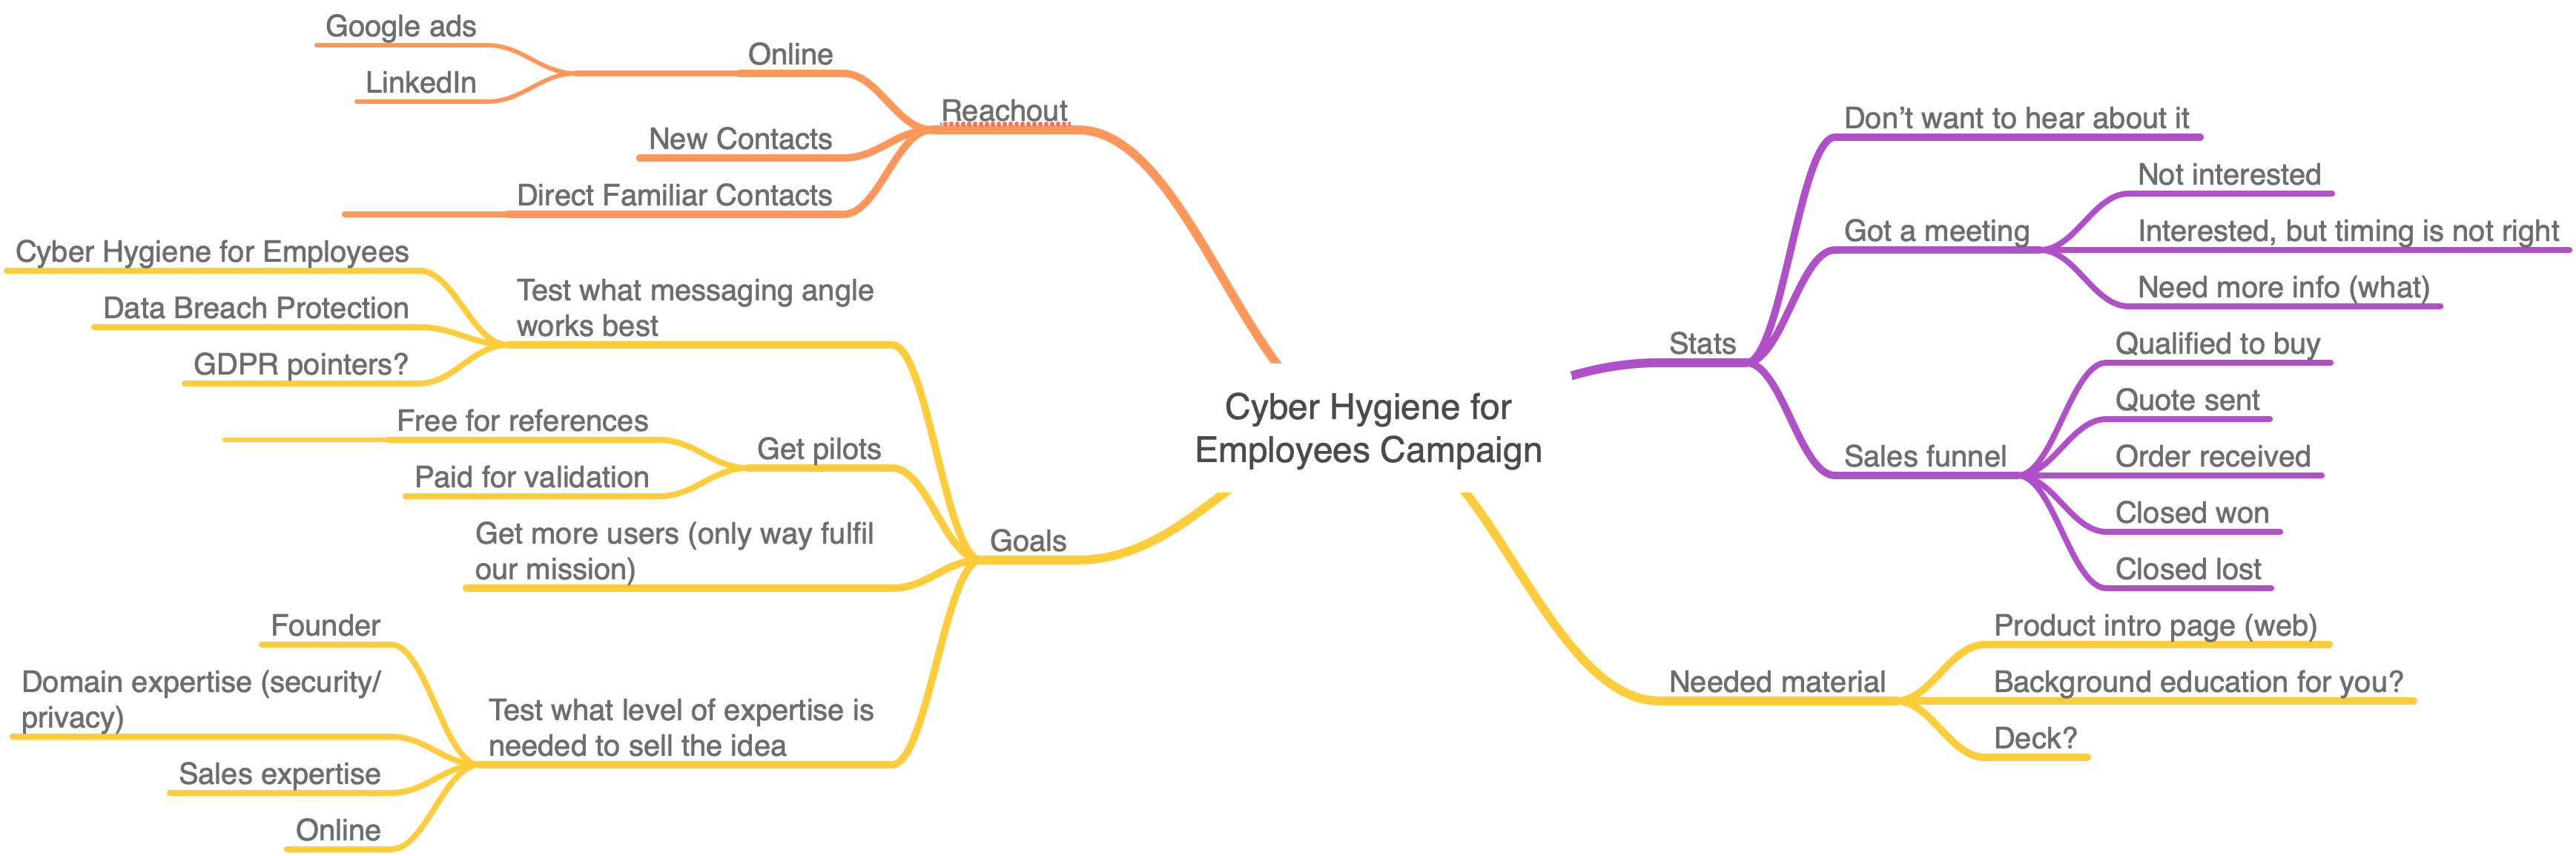 Google ads
LinkedIn
Online
New Contacts
Direct Familiar Contacts
Reachout
Cyber Hygiene for Employees
Data Breach Protection
GDPR pointers?
Test what messaging angle
works best
Free for references
Paid for validation
Get pilots
Get more users (only way fulfil
our mission)
Goals
Founder
Domain expertise (security/
privacy)
Sales expertise
Online
Test what level of expertise is
needed to sell the idea
Cyber Hygiene for
Employees Campaign
Stats
Don’t want to hear about it
Got a meeting
Not interested
Interested, but timing is not right
Need more info (what)
Sales funnel
Qualified to buy
Quote sent
Order received
Closed won
Closed lost
Needed material
Product intro page (web)
Background education for you?
Deck?